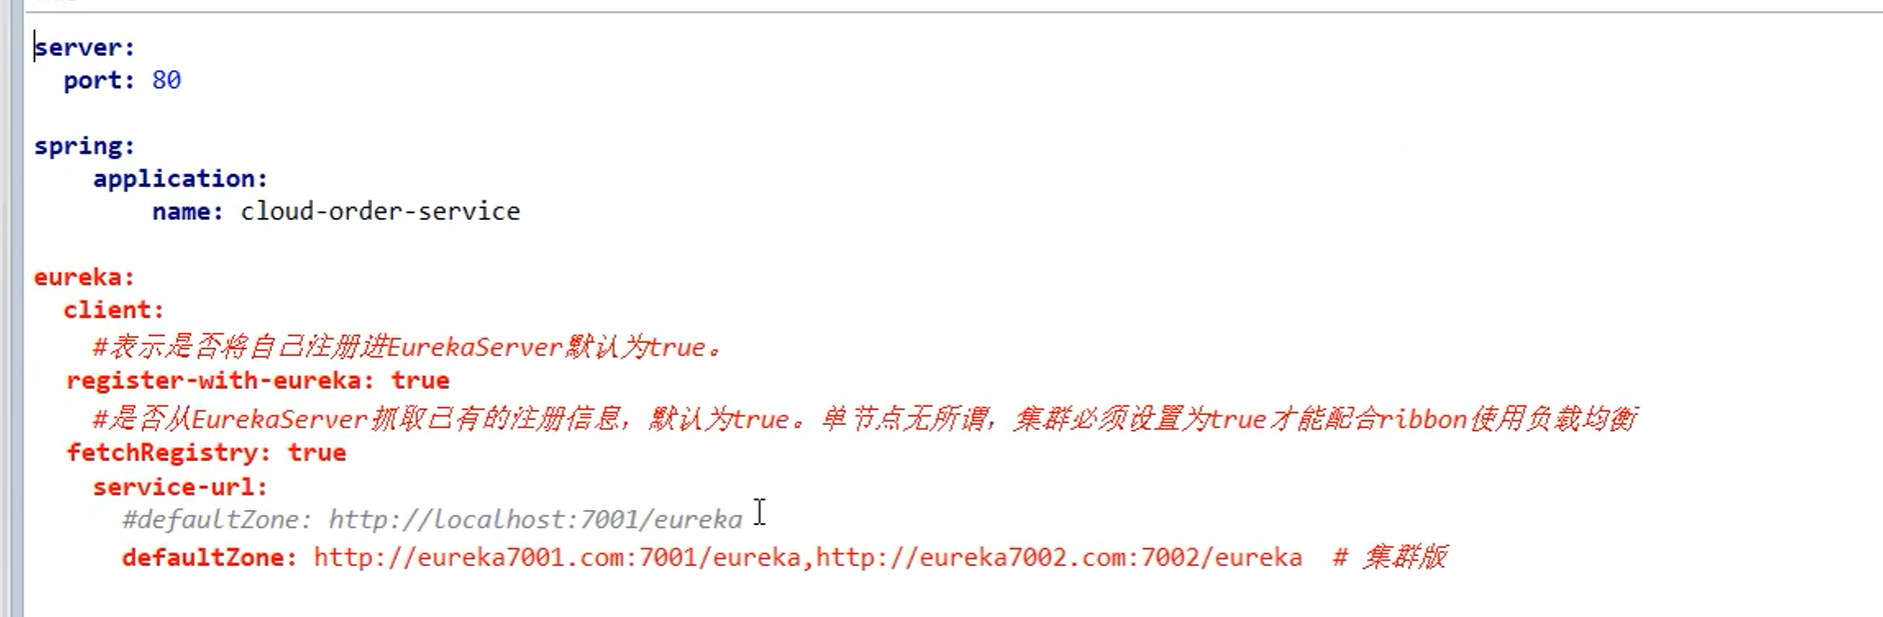 server:
port: 80
spring:
application:
name: cloud-order-service
eureka:
client:
#表示是否将自己注册进EurekaServer默认为true。
register-with-eureka: true
#是否从EurekaServer抓取已有的注册信息，默认为true。单节点无所谓，集群必须设置为true才能配合ribbon使用负载均衡
fetchRegistry: true
service-url:
#defaultZone: http://localhost:7001/eureka
defaultZone: http://eureka7001.com:7001/eureka,http://eureka7002.com:7002/eureka # 集群版